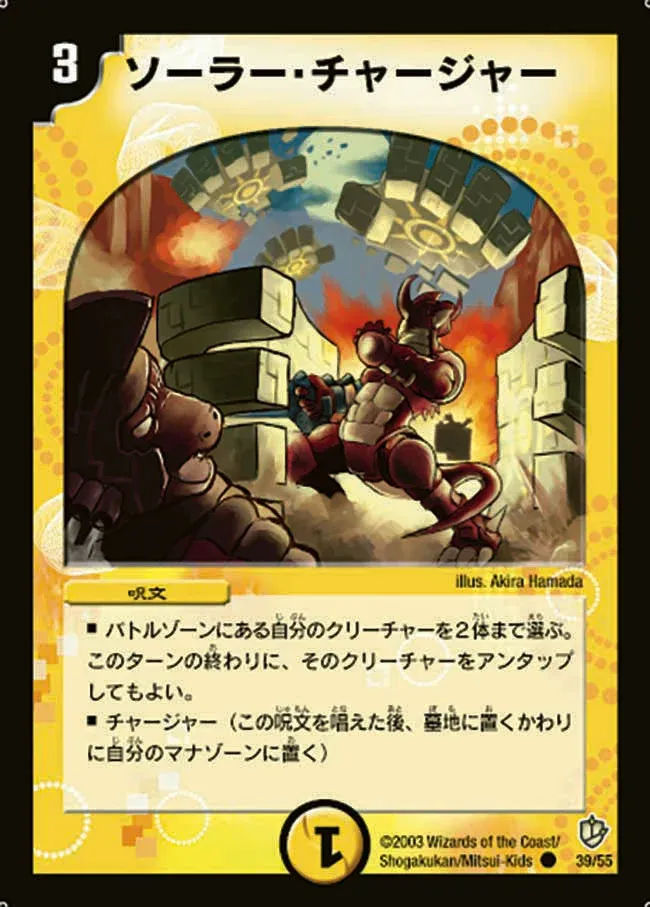 3
ソーラー・チャージャー
illus. Akira Hamada
呪文
■ バトルゾーンにある自分のクリーチャーを2体まで選ぶ。
このターンの終わりに、そのクリーチャーをアンタップ
してもよい。
■ チャージャー（この呪文を唱えた後、墓地に置くかわり
に自分のマナゾーンに置く）
1
©2003 Wizards of the Coast/
Shogakukan/Mitsui-Kids ● 39/55